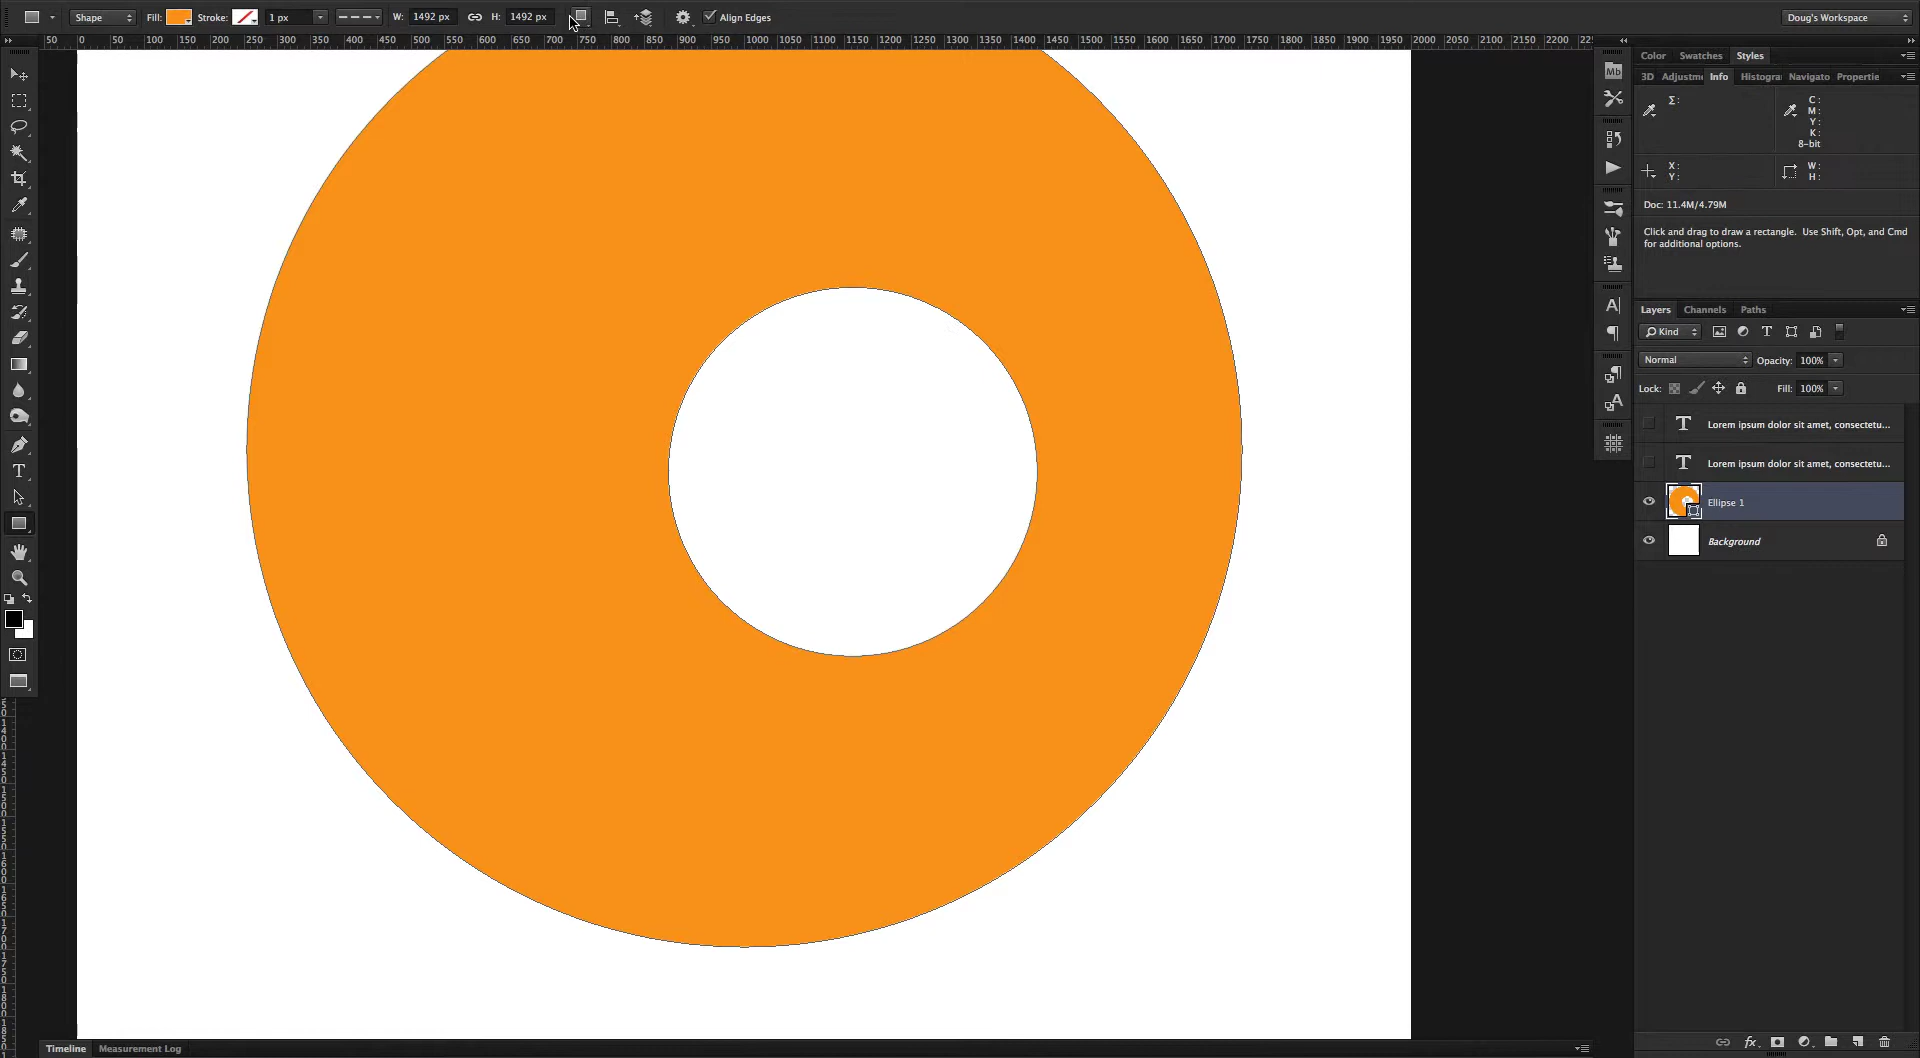 Shape Fill: Stroke: 1 px W: 1492 px H: 1492 px Align Edges Doug's Workspace
50 0 50 100 150 200 250 300 350 400 450 500 550 600 650 700 750 800 850 900 950 1000 1050 1100 1150 1200 1250 1300 1350 1400 1450 1500 1550 1600 1650 1700 1750 1800 1850 1900 1950 2000 2050 2100 2150 2200 225
Color Swatches Styles
3D Adjustme Info Histogra Navigato Propertie
Mb
Σ: C:
M:
Y:
K:
8-bit
X: W:
Y: H:
Doc: 11.4M/4.79M
Click and drag to draw a rectangle. Use Shift, Opt, and Cmd
for additional options.
Layers Channels Paths
Kind
Normal Opacity: 100%
Lock: Fill: 100%
Lorem ipsum dolor sit amet, consectetu...
Lorem ipsum dolor sit amet, consectetu...
Ellipse 1
Background
Timeline Measurement Log